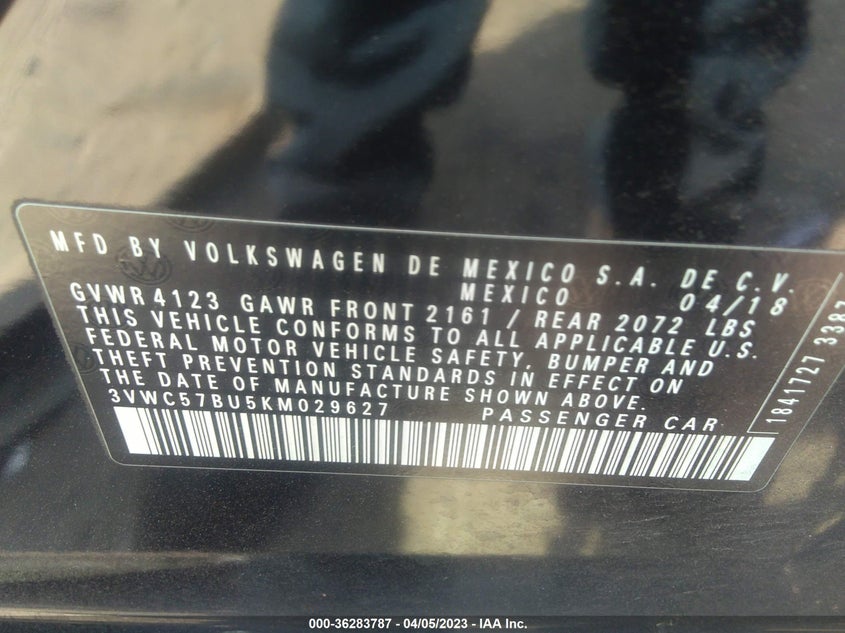 MFD BY VOLKSWAGEN DE MEXICO S.A. DE C.V.
MEXICO 04/18
GVWR 4123 GAWR FRONT 2161 / REAR 2072 LBS
THIS VEHICLE CONFORMS TO ALL APPLICABLE U.S.
FEDERAL MOTOR VEHICLE SAFETY, BUMPER AND
THEFT PREVENTION STANDARDS IN EFFECT ON
THE DATE OF MANUFACTURE SHOWN ABOVE.
3VWC57BU5KM029627 PASSENGER CAR
1841727 3387
000-36283787 - 04/05/2023 - IAA Inc.